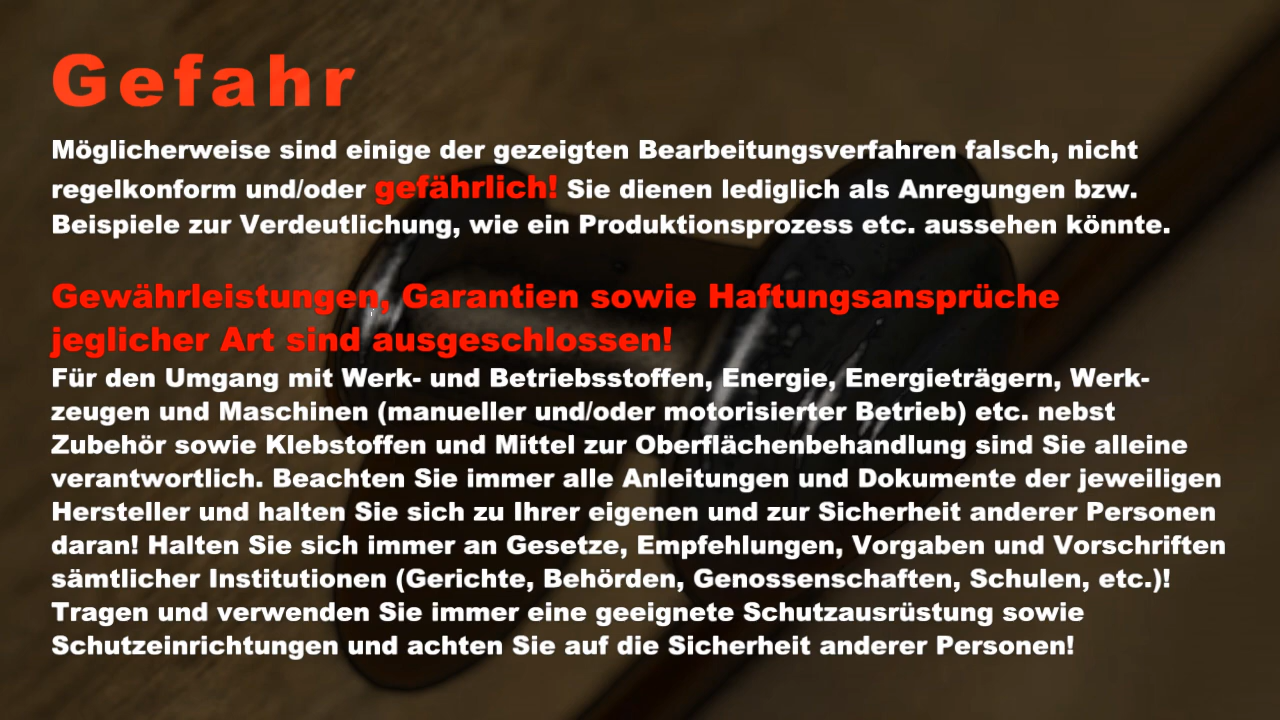 Gefahr
Möglicherweise sind einige der gezeigten Bearbeitungsverfahren falsch, nicht
regelkonform und/oder gefährlich! Sie dienen lediglich als Anregungen bzw.
Beispiele zur Verdeutlichung, wie ein Produktionsprozess etc. aussehen könnte.
Gewährleistungen, Garantien sowie Haftungsansprüche
jeglicher Art sind ausgeschlossen!
Für den Umgang mit Werk- und Betriebsstoffen, Energie, Energieträgern, Werk-
zeugen und Maschinen (manueller und/oder motorisierter Betrieb) etc. nebst
Zubehör sowie Klebstoffen und Mittel zur Oberflächenbehandlung sind Sie alleine
verantwortlich. Beachten Sie immer alle Anleitungen und Dokumente der jeweiligen
Hersteller und halten Sie sich zu Ihrer eigenen und zur Sicherheit anderer Personen
daran! Halten Sie sich immer an Gesetze, Empfehlungen, Vorgaben und Vorschriften
sämtlicher Institutionen (Gerichte, Behörden, Genossenschaften, Schulen, etc.)!
Tragen und verwenden Sie immer eine geeignete Schutzausrüstung sowie
Schutzeinrichtungen und achten Sie auf die Sicherheit anderer Personen!